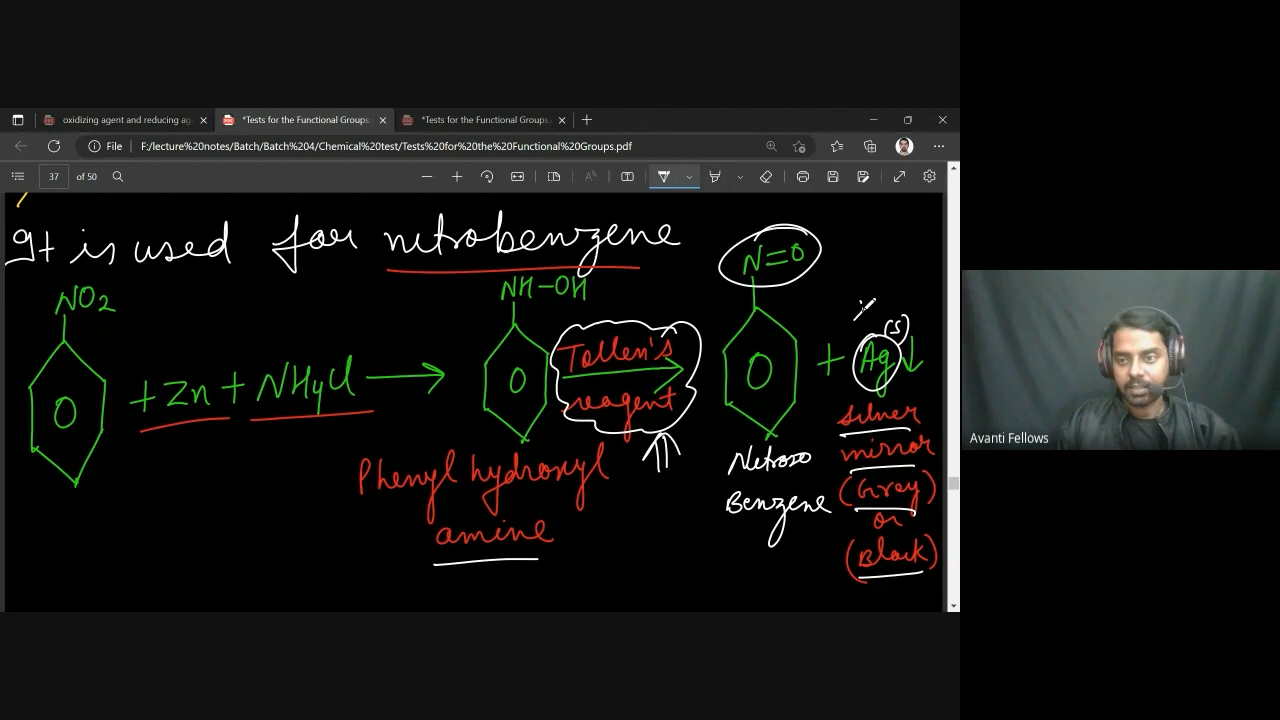 oxidizing agent and reducing ag
*Tests for the Functional Groups.
*Tests for the Functional Groups.
File F:/lecture%20notes/Batch/Batch%204/Chemical%20test/Tests%20for%20the%20Functional%20Groups.pdf
37 of 50
It is used for nitrobenzene
NO2
NH-OH
N=O
+ Zn + NH4Cl
Tollen's
reagent
+ Ag(s)↓
Phenyl hydroxyl
amine
Netroso
Benzene
silver
mirror
(Grey)
or
(Black)
Avanti Fellows